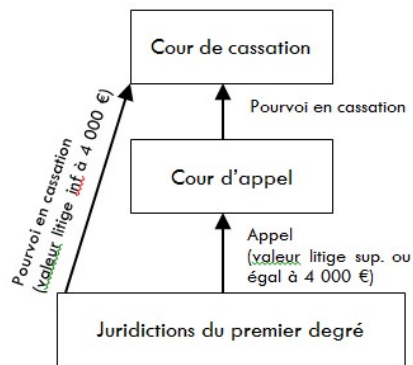 Cour de cassation
Pourvoi en cassation
(valeur litige inf à 4 000 €)
Pourvoi en cassation
Cour d'appel
Appel
(valeur litige sup. ou
égal à 4 000 €)
Juridictions du premier degré